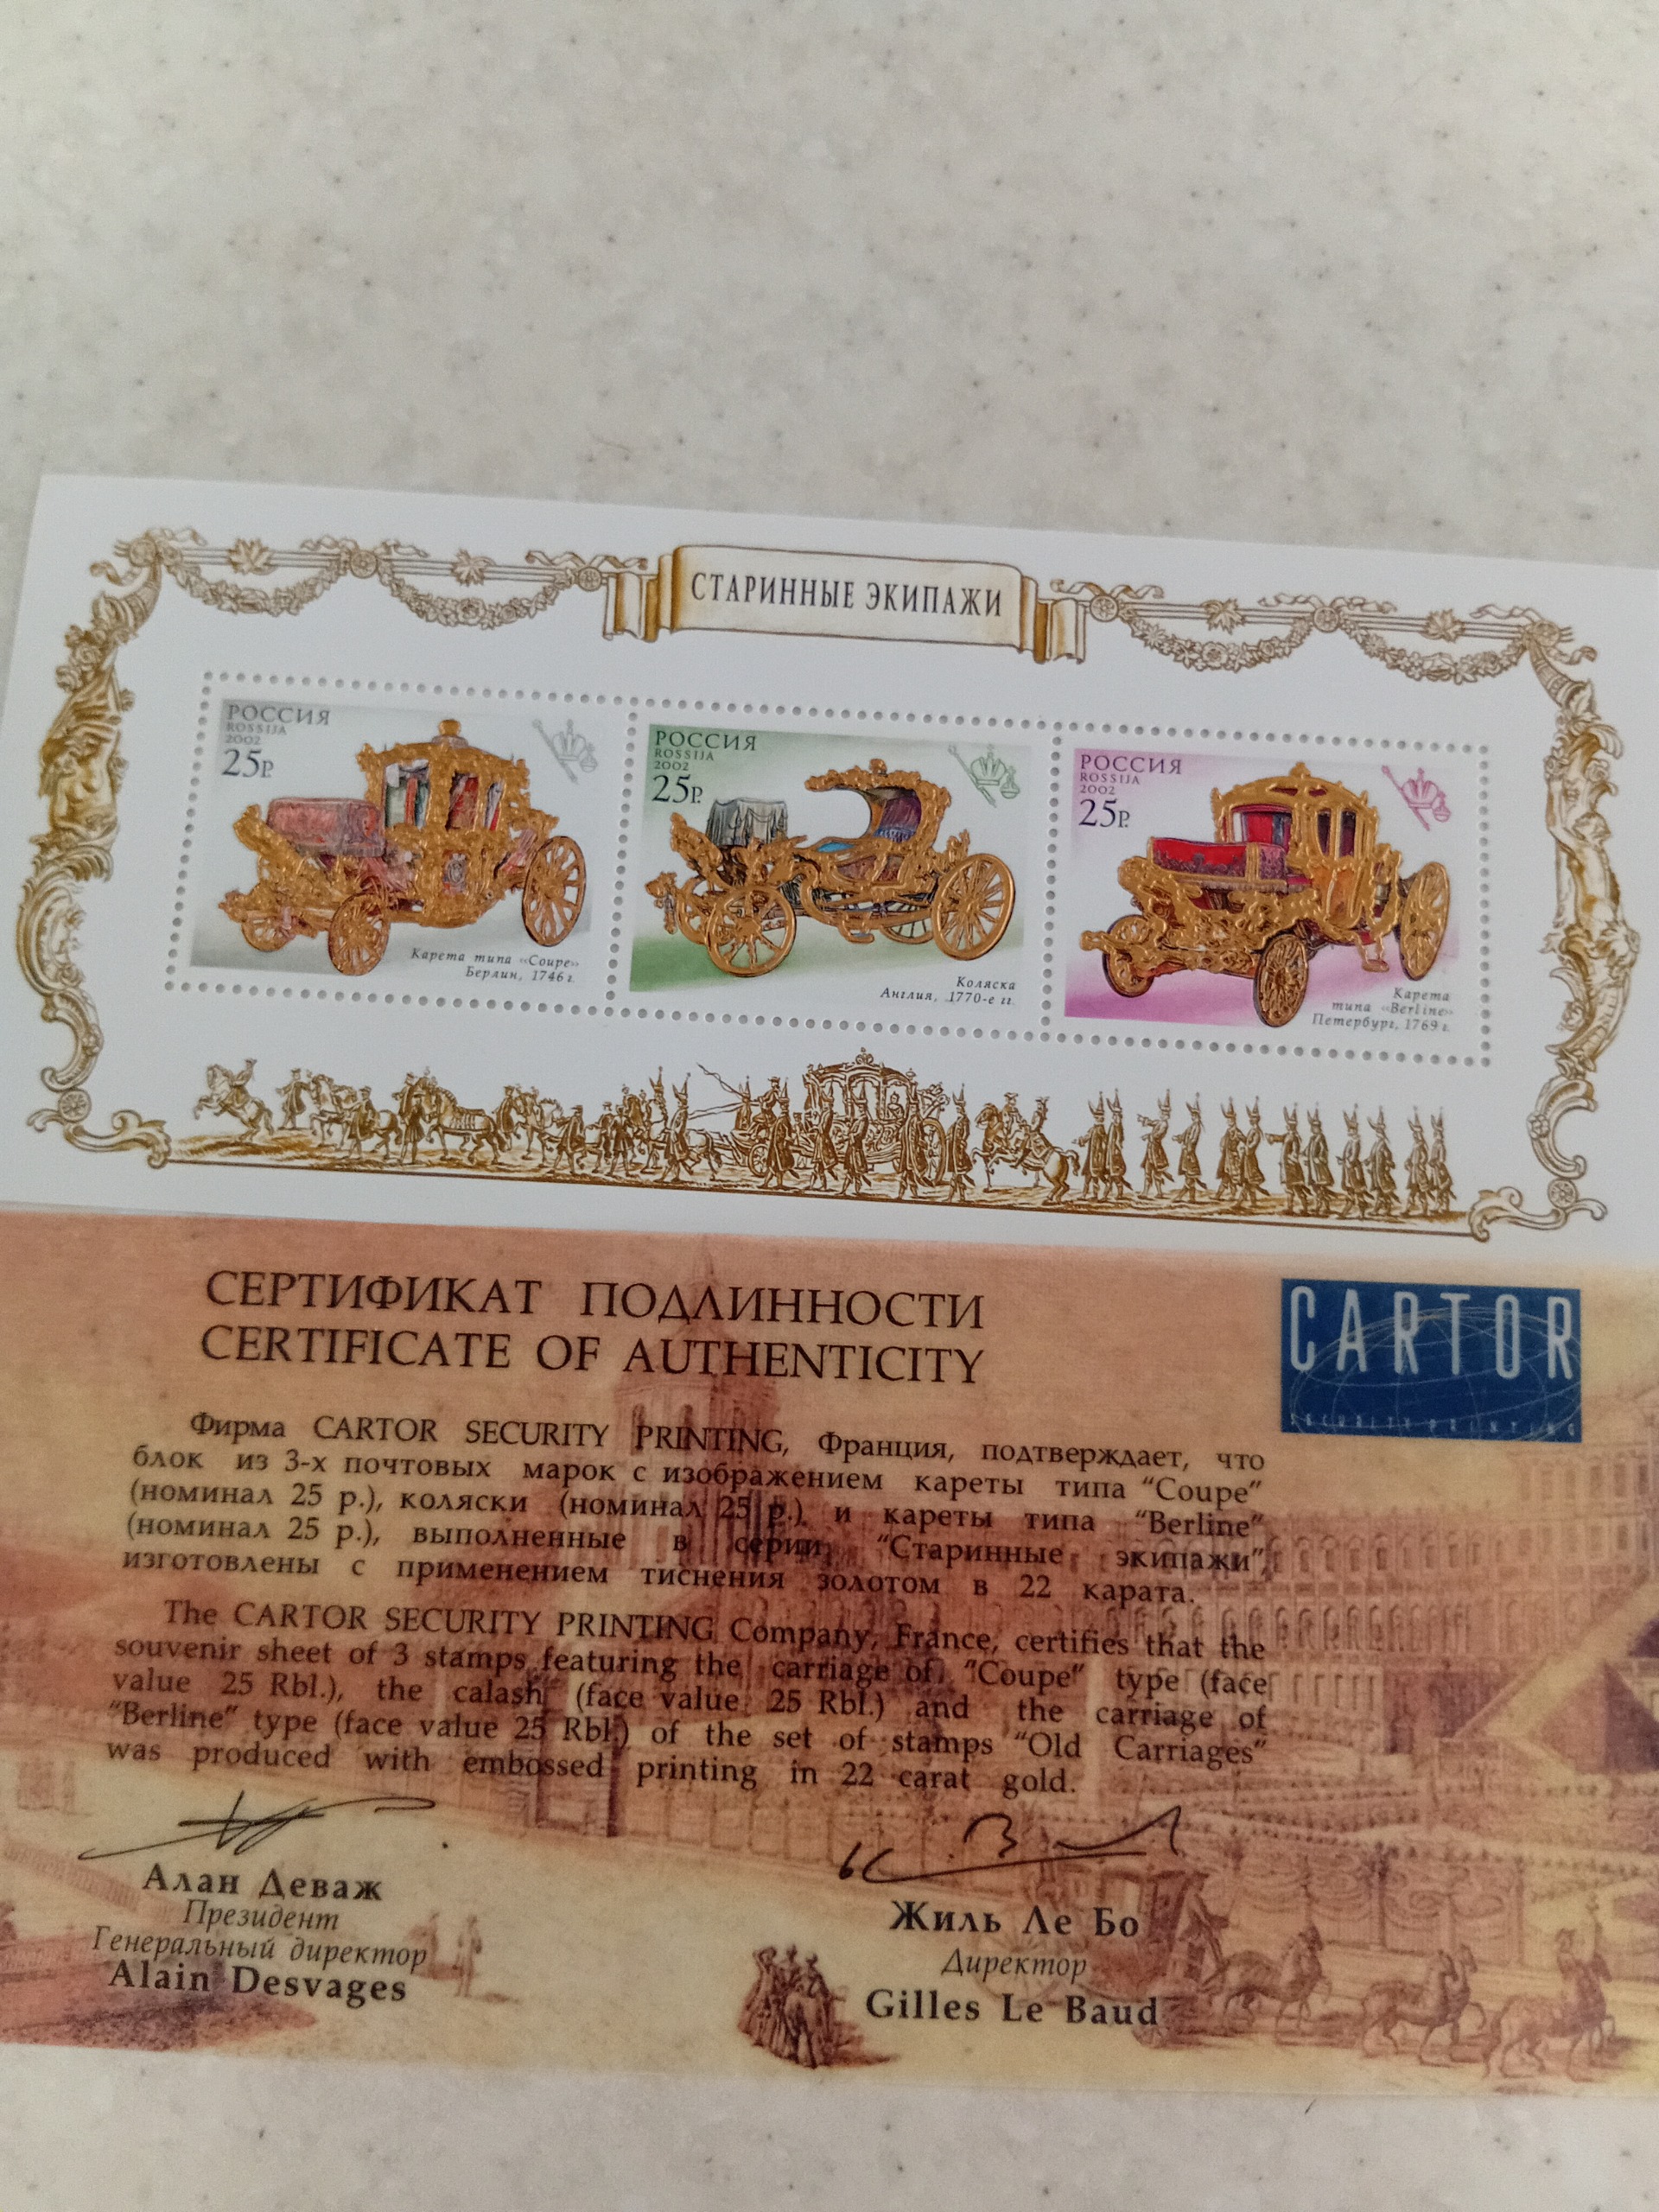 СТАРИННЫЕ ЭКИПАЖИ
РОССИЯ
ROSSIJA
2002
25Р.
Карета типа «Coupe»
Берлин, 1746 г.
РОССИЯ
ROSSIJA
2002
25Р.
Коляска
Англия, 1770-е гг.
РОССИЯ
ROSSIJA
2002
25Р.
Карета
типа «Berline»
Петербург, 1769 г.
СЕРТИФИКАТ ПОДЛИННОСТИ
CERTIFICATE OF AUTHENTICITY
CARTOR
SECURITY PRINTING
Фирма CARTOR SECURITY PRINTING, Франция, подтверждает, что
блок из 3-х почтовых марок с изображением кареты типа "Coupe"
(номинал 25 р.), коляски (номинал 25 р.) и кареты типа "Berline"
(номинал 25 р.), выполненные в серии "Старинные экипажи",
изготовлены с применением тиснения золотом в 22 карата.
The CARTOR SECURITY PRINTING Company, France, certifies that the
souvenir sheet of 3 stamps featuring the carriage of "Coupe" type (face
value 25 Rbl.), the calash (face value 25 Rbl.) and the carriage of
"Berline" type (face value 25 Rbl.) of the set of stamps "Old Carriages"
was produced with embossed printing in 22 carat gold.
Алан Деваж
Президент
Генеральный директор
Alain Desvages
Жиль Ле Бо
Директор
Gilles Le Baud